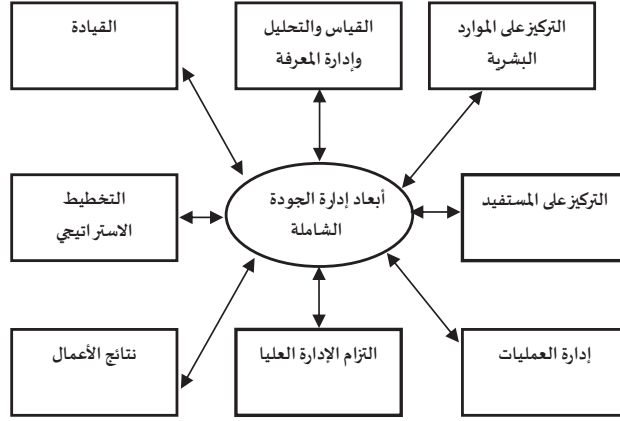 التركيز على الموارد
البشرية
القياس والتحليل
وإدارة المعرفة
القيادة
التركيز على المستفيد
أبعاد إدارة الجودة
الشاملة
التخطيط
الاستراتيجي
إدارة العمليات
التزام الإدارة العليا
نتائج الأعمال